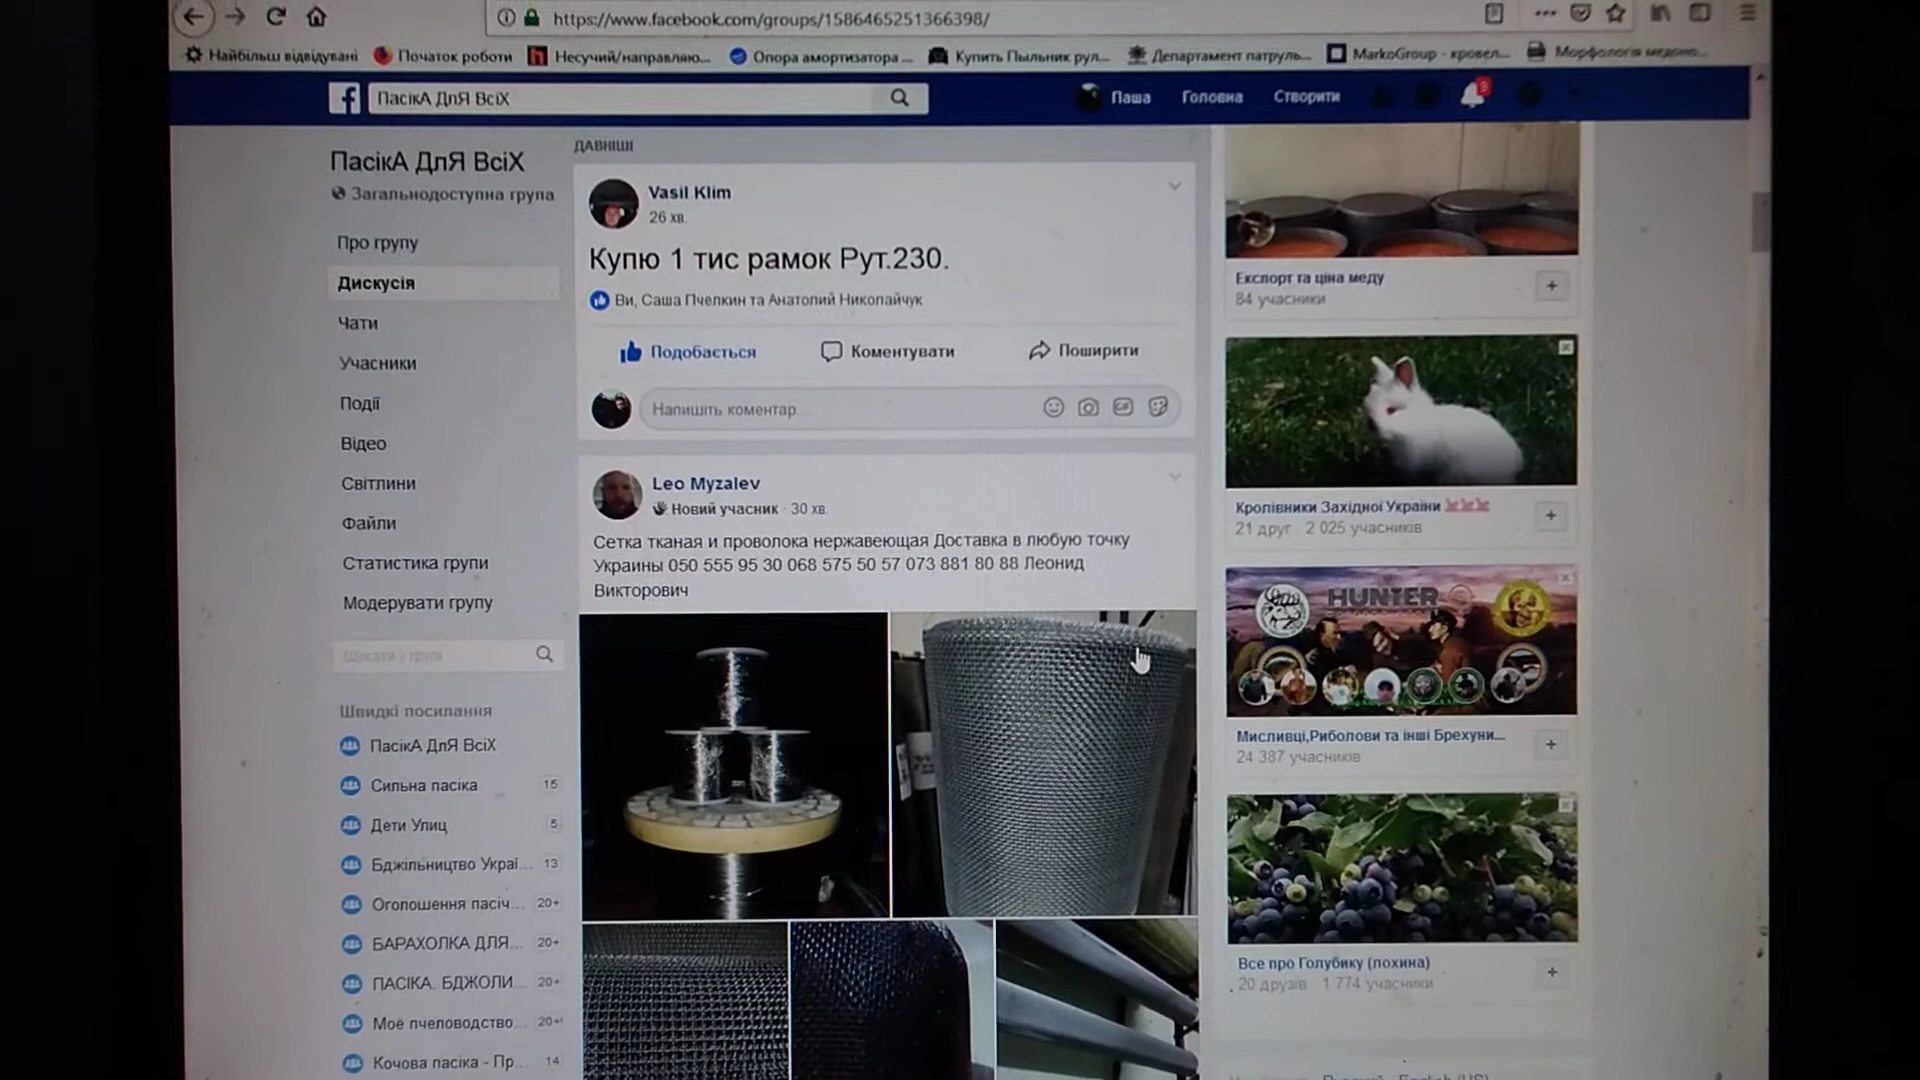 https://www.facebook.com/groups/1586465251366398/
Найбільш відвідувані
Початок роботи
Несучий/направляю...
Опора амортизатора ...
Купить Пыльник рул...
Департамент патруль...
MarkoGroup - кровел...
Морфологія медоно...
ПасікА ДлЯ ВсіХ
Паша
Головна
Створити
ПасікА ДлЯ ВсіХ
Загальнодоступна група
Про групу
Дискусія
Чати
Учасники
Події
Відео
Світлини
Файли
Статистика групи
Модерувати групу
Шукати у групі
Швидкі посилання
ПасікА ДлЯ ВсіХ
Сильна пасіка 15
Дети Улиц 5
Бджільництво Украї... 13
Оголошення пасіч... 20+
БАРАХОЛКА ДЛЯ... 20+
ПАСІКА. БДЖОЛИ... 20+
Моё пчеловодство... 20+
Кочова пасіка - Пр... 14
ДАВНІШІ
Vasil Klim
26 хв.
Купю 1 тис рамок Рут.230.
Ви, Саша Пчелкин та Анатолий Николайчук
Подобається
Коментувати
Поширити
Напишіть коментар...
Leo Myzalev
Новий учасник · 30 хв.
Сетка тканая и проволока нержавеющая Доставка в любую точку
Украины 050 555 95 30 068 575 50 57 073 881 80 88 Леонид
Викторович
Експорт та ціна меду
84 учасники
Кролівники Західної України
21 друг · 2 025 учасників
HUNTER
Мисливці,Риболови та інші Брехуни...
24 387 учасників
Все про Голубику (лохина)
20 друзів · 1 774 учасники